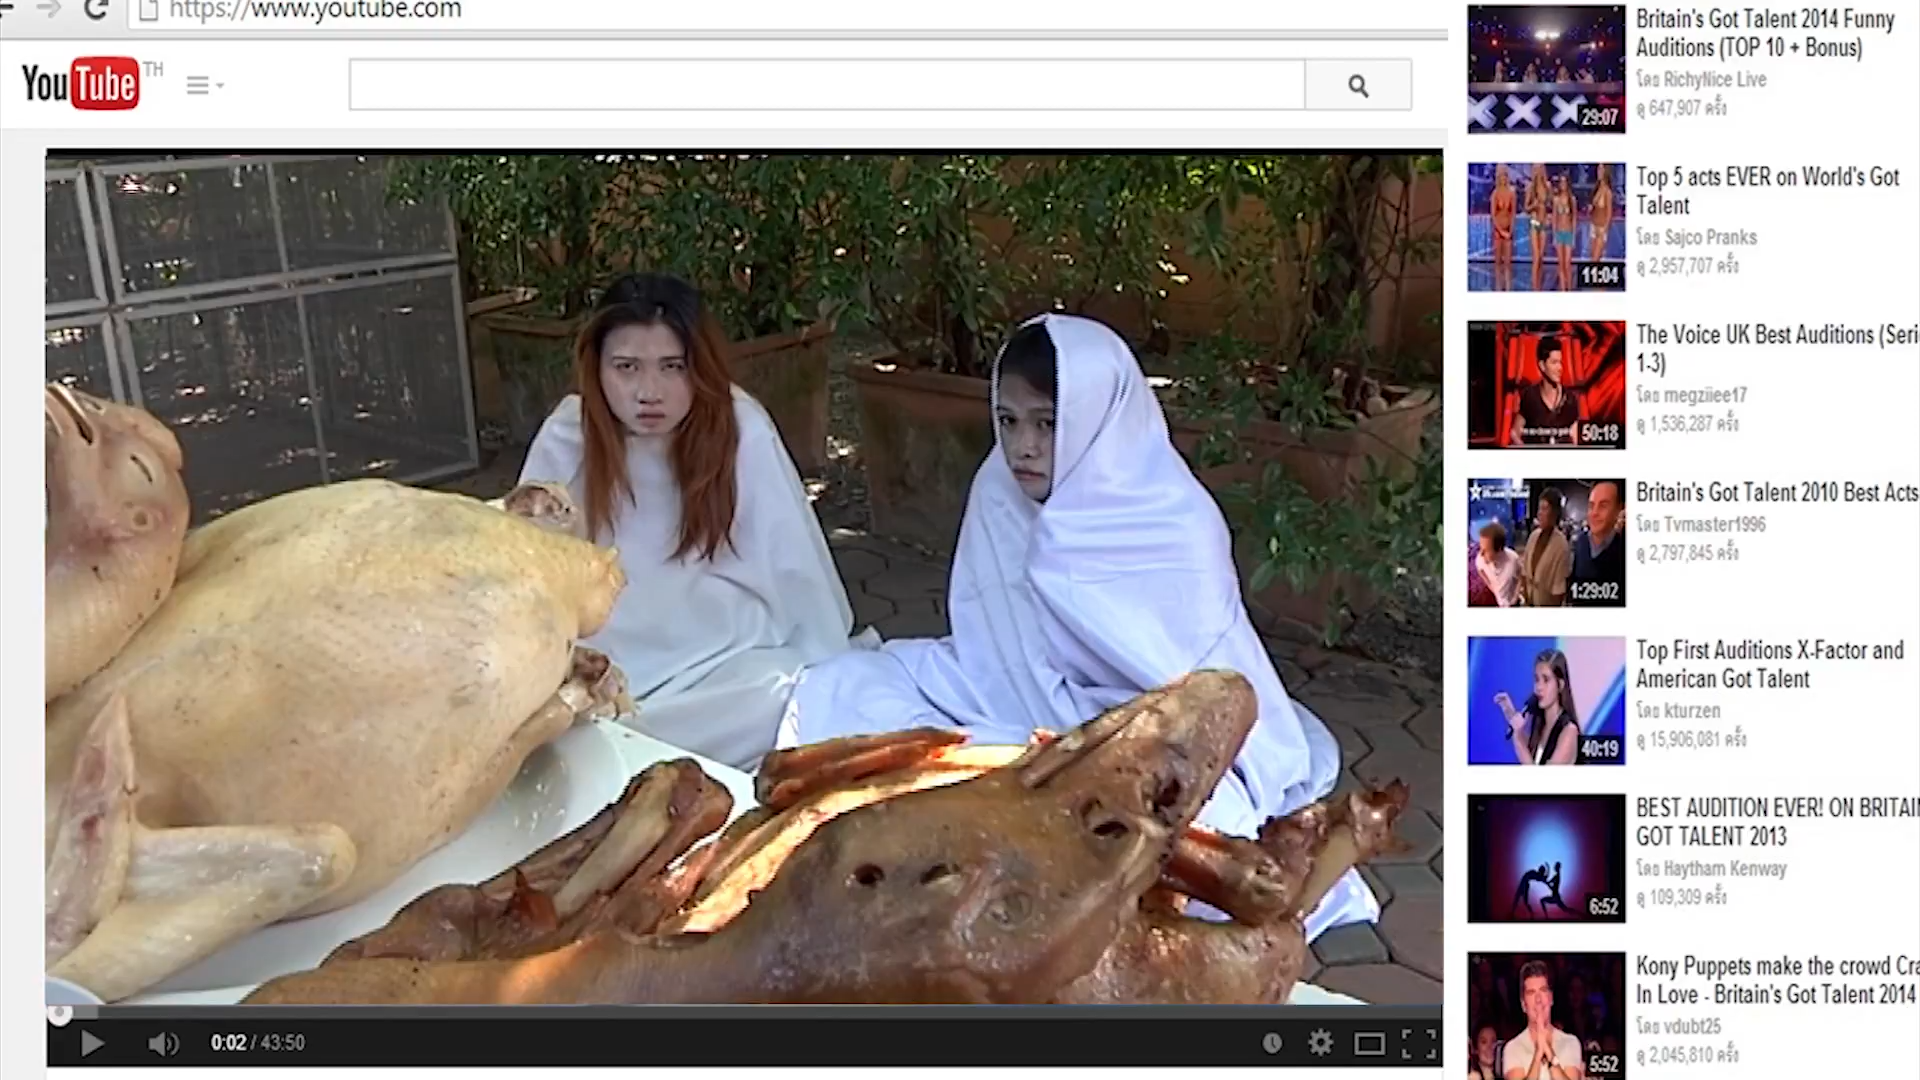 https://www.youtube.com
YouTube TH
0:02 / 43:50
Britain's Got Talent 2014 Funny
Auditions (TOP 10 + Bonus)
โดย RichyNice Live
ดู 647,907 ครั้ง
29:07
Top 5 acts EVER on World's Got
Talent
โดย Sajco Pranks
ดู 2,957,707 ครั้ง
11:04
The Voice UK Best Auditions (Seri
1-3)
โดย megziiee17
ดู 1,536,287 ครั้ง
50:18
Britain's Got Talent 2010 Best Acts
โดย Tvmaster1996
ดู 2,797,845 ครั้ง
1:29:02
Top First Auditions X-Factor and
American Got Talent
โดย kturzen
ดู 15,906,081 ครั้ง
40:19
BEST AUDITION EVER! ON BRITAIN
GOT TALENT 2013
โดย Haytham Kenway
ดู 109,309 ครั้ง
6:52
Kony Puppets make the crowd Cra
In Love - Britain's Got Talent 2014
โดย vdubt25
ดู 2,045,810 ครั้ง
5:52